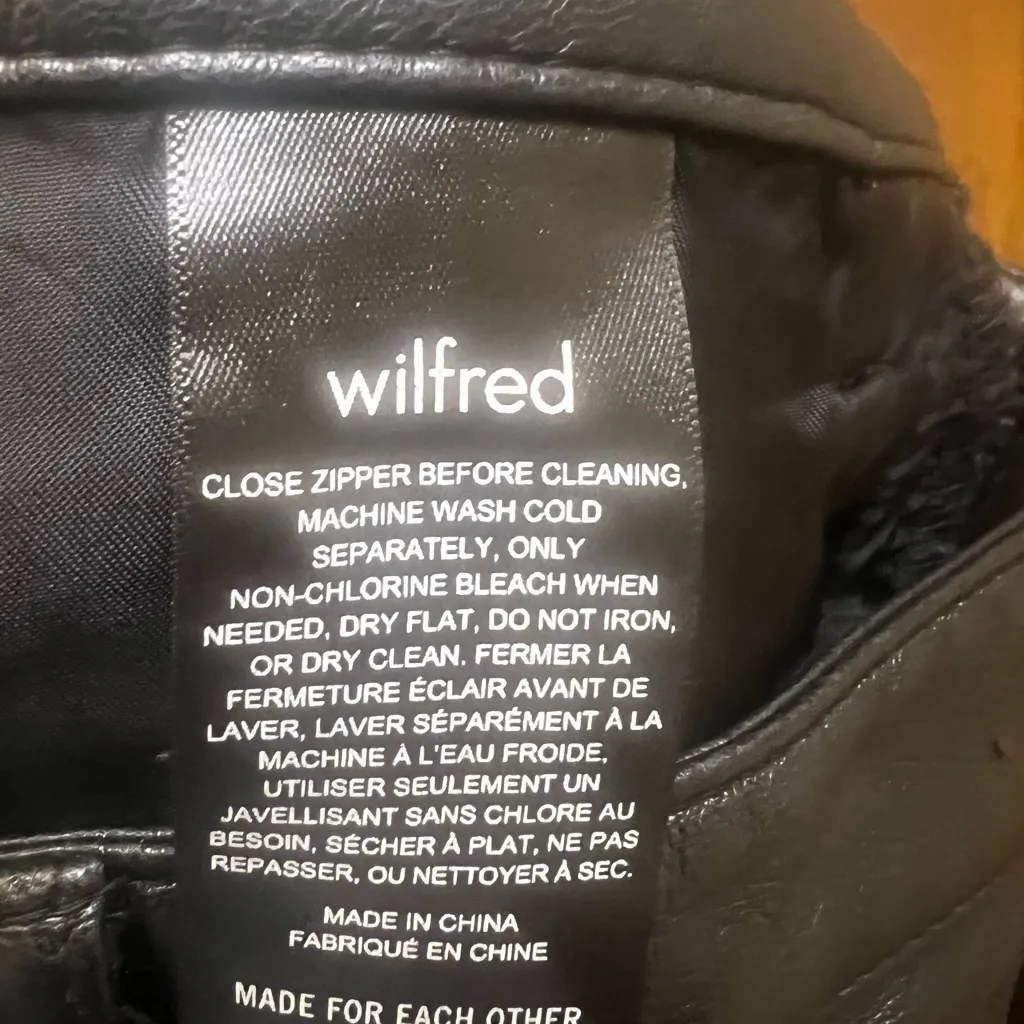 wilfred
CLOSE ZIPPER BEFORE CLEANING,
MACHINE WASH COLD
SEPARATELY, ONLY
NON-CHLORINE BLEACH WHEN
NEEDED, DRY FLAT, DO NOT IRON,
OR DRY CLEAN. FERMER LA
FERMETURE ÉCLAIR AVANT DE
LAVER, LAVER SÉPARÉMENT À LA
MACHINE À L'EAU FROIDE,
UTILISER SEULEMENT UN
JAVELLISANT SANS CHLORE AU
BESOIN, SÉCHER À PLAT, NE PAS
REPASSER, OU NETTOYER À SEC.
MADE IN CHINA
FABRIQUÉ EN CHINE
MADE FOR EACH OTHER